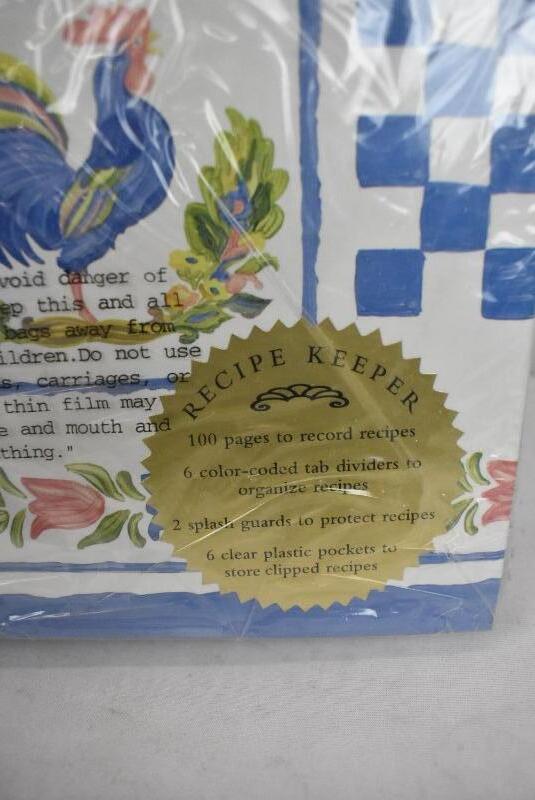 void danger of
ep this and all
bags away from
ildren.Do not use
s, carriages, or
thin film may
e and mouth and
thing."
RECIPE KEEPER
100 pages to record recipes
6 color-coded tab dividers to
organize recipes
2 splash guards to protect recipes
6 clear plastic pockets to
store clipped recipes